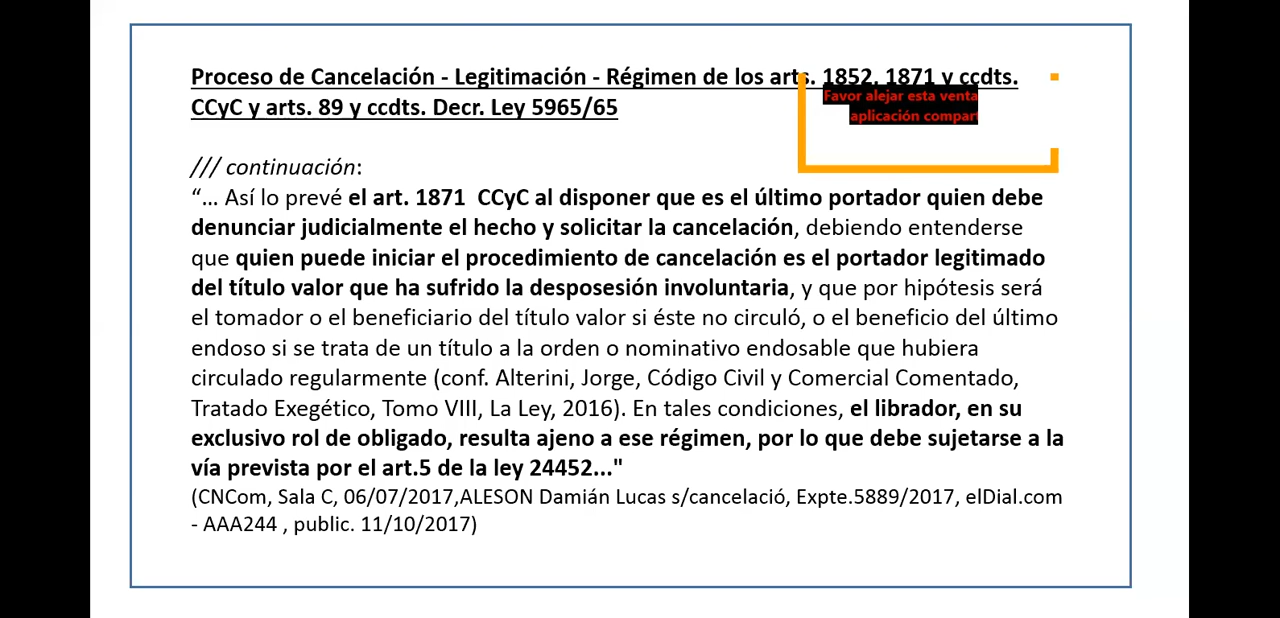 Proceso de Cancelación - Legitimación - Régimen de los arts. 1852, 1871 y ccdts.
CCyC y arts. 89 y ccdts. Decr. Ley 5965/65
Favor alejar esta venta
aplicación compart
/// continuación:
“... Así lo prevé el art. 1871 CCyC al disponer que es el último portador quien debe
denunciar judicialmente el hecho y solicitar la cancelación, debiendo entenderse
que quien puede iniciar el procedimiento de cancelación es el portador legitimado
del título valor que ha sufrido la desposesión involuntaria, y que por hipótesis será
el tomador o el beneficiario del título valor si éste no circuló, o el beneficio del último
endoso si se trata de un título a la orden o nominativo endosable que hubiera
circulado regularmente (conf. Alterini, Jorge, Código Civil y Comercial Comentado,
Tratado Exegético, Tomo VIII, La Ley, 2016). En tales condiciones, el librador, en su
exclusivo rol de obligado, resulta ajeno a ese régimen, por lo que debe sujetarse a la
vía prevista por el art.5 de la ley 24452..."
(CNCom, Sala C, 06/07/2017,ALESON Damián Lucas s/cancelació, Expte.5889/2017, elDial.com
- AAA244 , public. 11/10/2017)